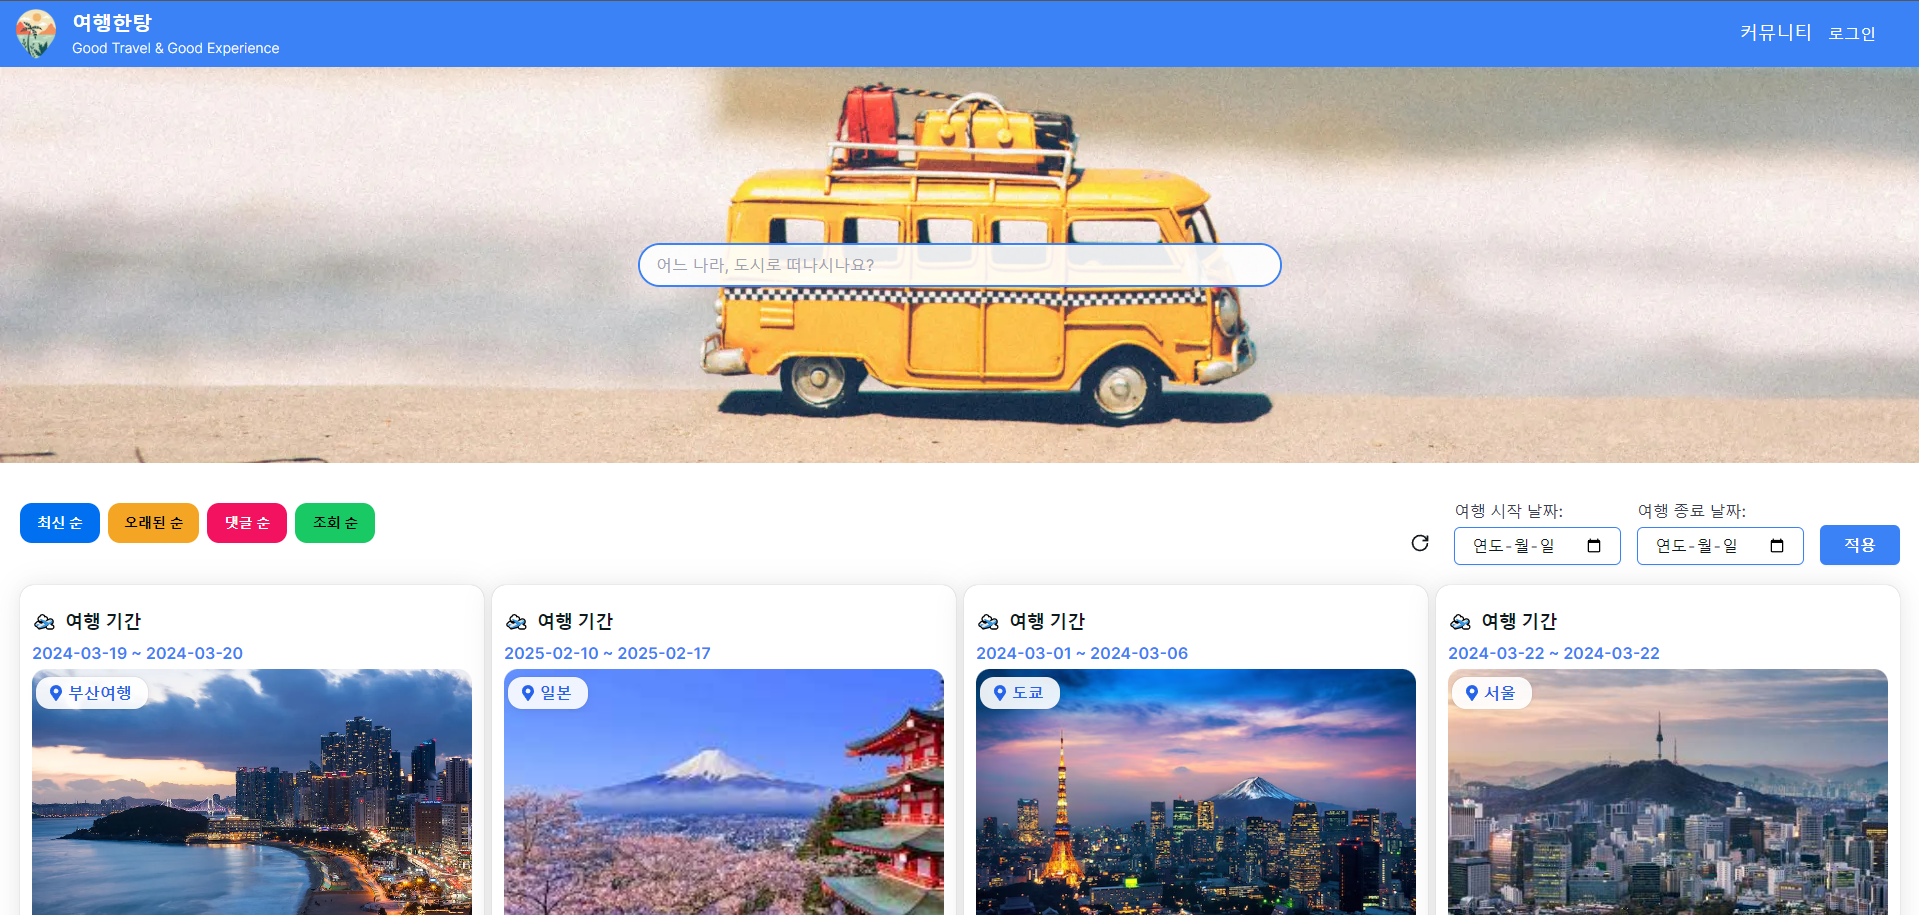 여행한탕
Good Travel & Good Experience
커뮤니티 로그인
어느 나라, 도시로 떠나시나요?
최신 순 오래된 순 댓글 순 조회 순
여행 시작 날짜: 여행 종료 날짜:
연도-월-일 연도-월-일 적용
여행 기간
2024-03-19 ~ 2024-03-20
부산여행
여행 기간
2025-02-10 ~ 2025-02-17
일본
여행 기간
2024-03-01 ~ 2024-03-06
도쿄
여행 기간
2024-03-22 ~ 2024-03-22
서울